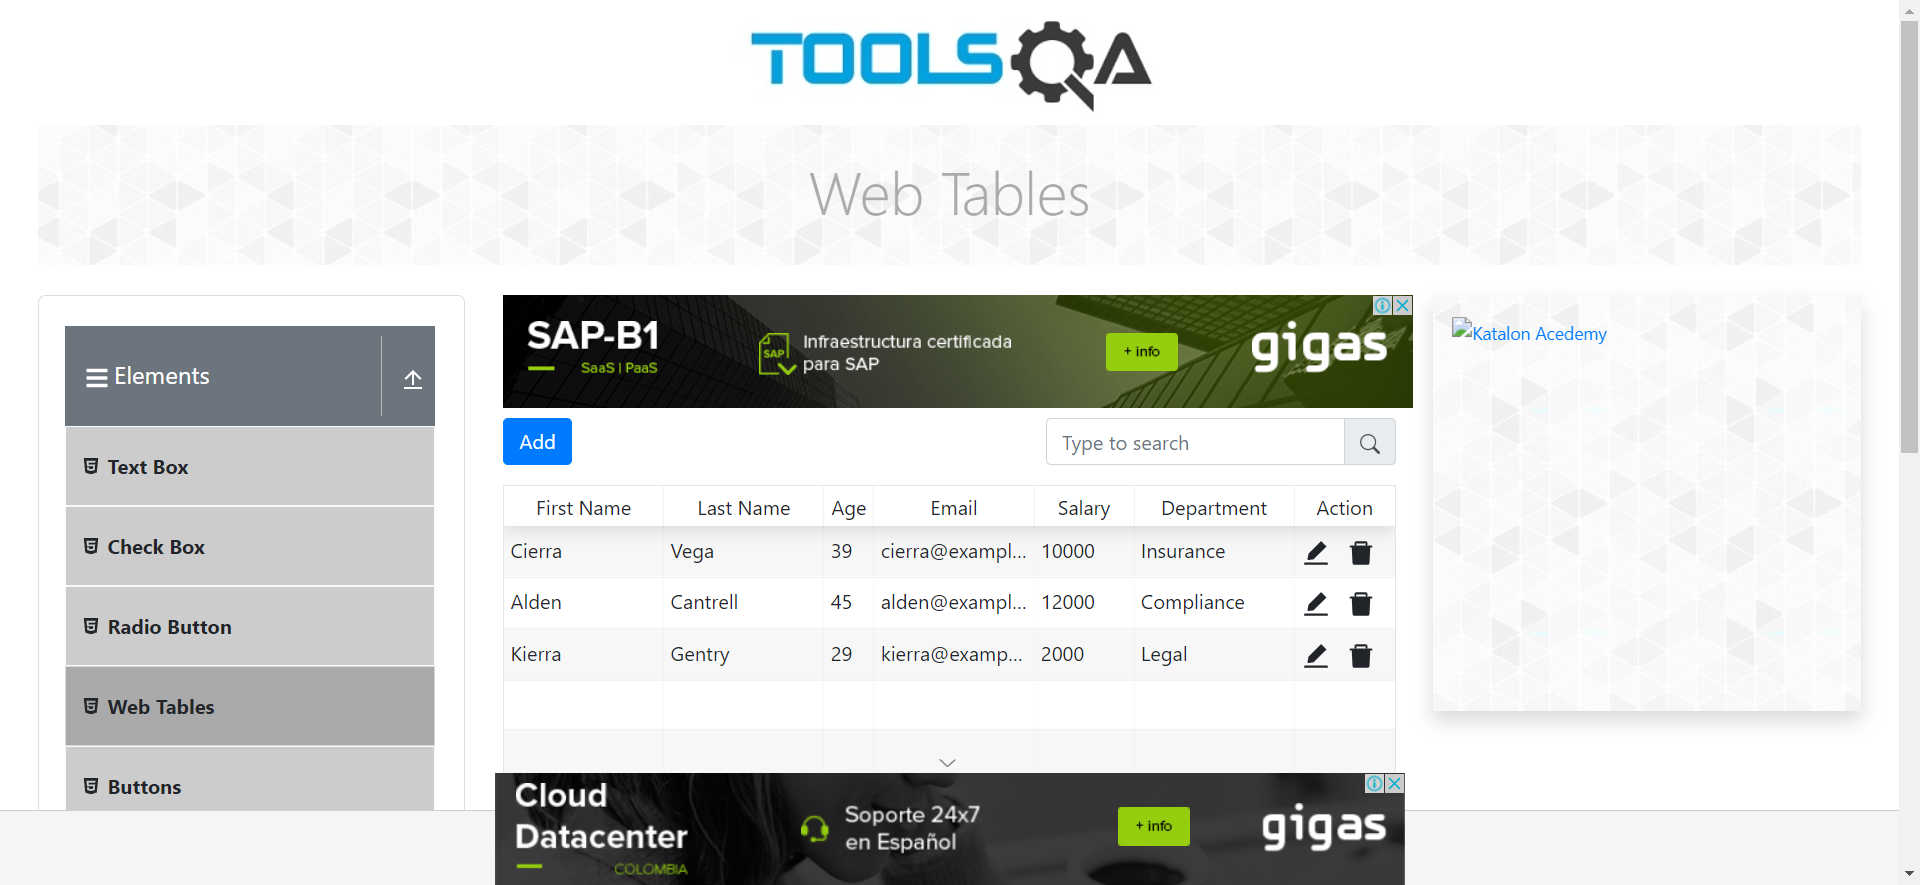 TOOLSQA
Web Tables
Elements
Text Box
Check Box
Radio Button
Web Tables
Buttons
SAP-B1
SaaS | PaaS
SAP
Infraestructura certificada
para SAP
+ info
gigas
Add
Type to search
First Name Last Name Age Email Salary Department Action
Cierra Vega 39 cierra@exampl... 10000 Insurance
Alden Cantrell 45 alden@exampl... 12000 Compliance
Kierra Gentry 29 kierra@examp... 2000 Legal
Katalon Acedemy
Cloud
Datacenter
COLOMBIA
Soporte 24x7
en Español
+ info
gigas